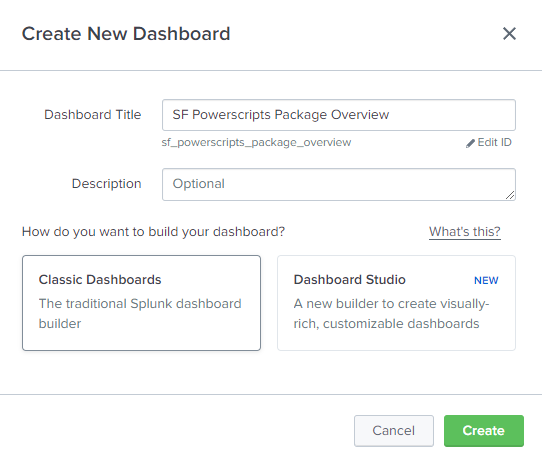 Create New Dashboard
Dashboard Title
SF Powerscripts Package Overview
sf_powerscripts_package_overview
Edit ID
Description
Optional
How do you want to build your dashboard?
What's this?
Classic Dashboards
The traditional Splunk dashboard
builder
Dashboard Studio
NEW
A new builder to create visually-
rich, customizable dashboards
Cancel
Create